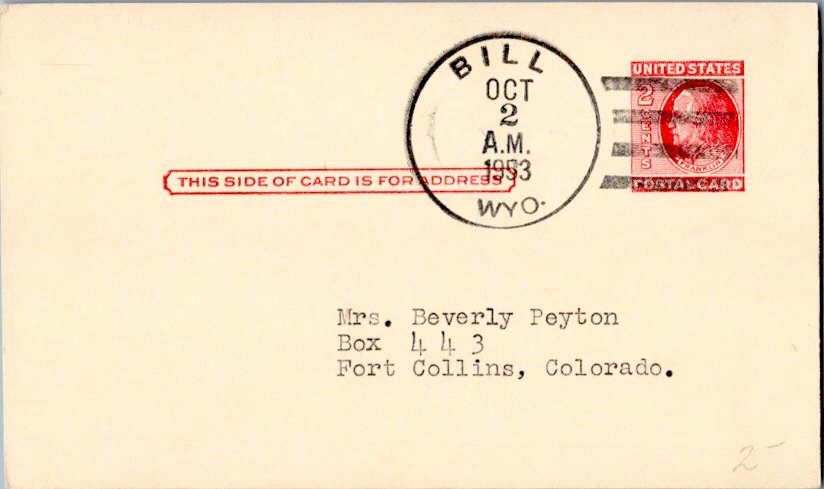 BILL
OCT
2
A.M.
1953
WYO.
UNITED STATES
2 CENTS
FRANKLIN
POSTAL CARD
THIS SIDE OF CARD IS FOR ADDRESS
Mrs. Beverly Peyton
Box 4 4 3
Fort Collins, Colorado.
2-